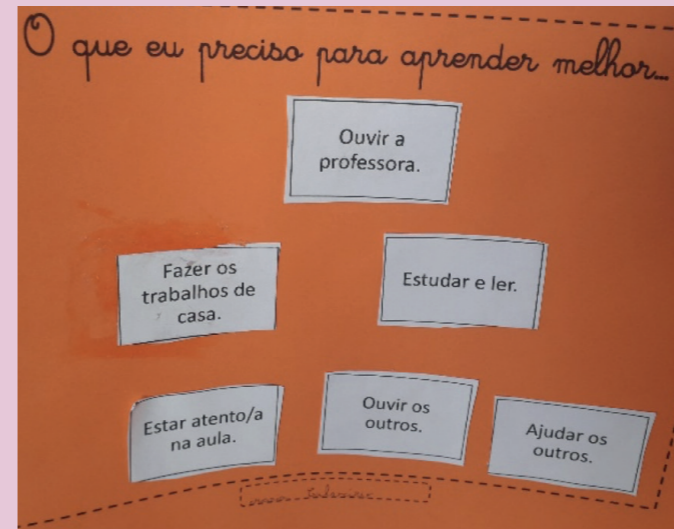 O que eu preciso para aprender melhor...
Ouvir a
professora.
Fazer os
trabalhos de
casa.
Estudar e ler.
Estar atento/a
na aula.
Ouvir os
outros.
Ajudar os
outros.